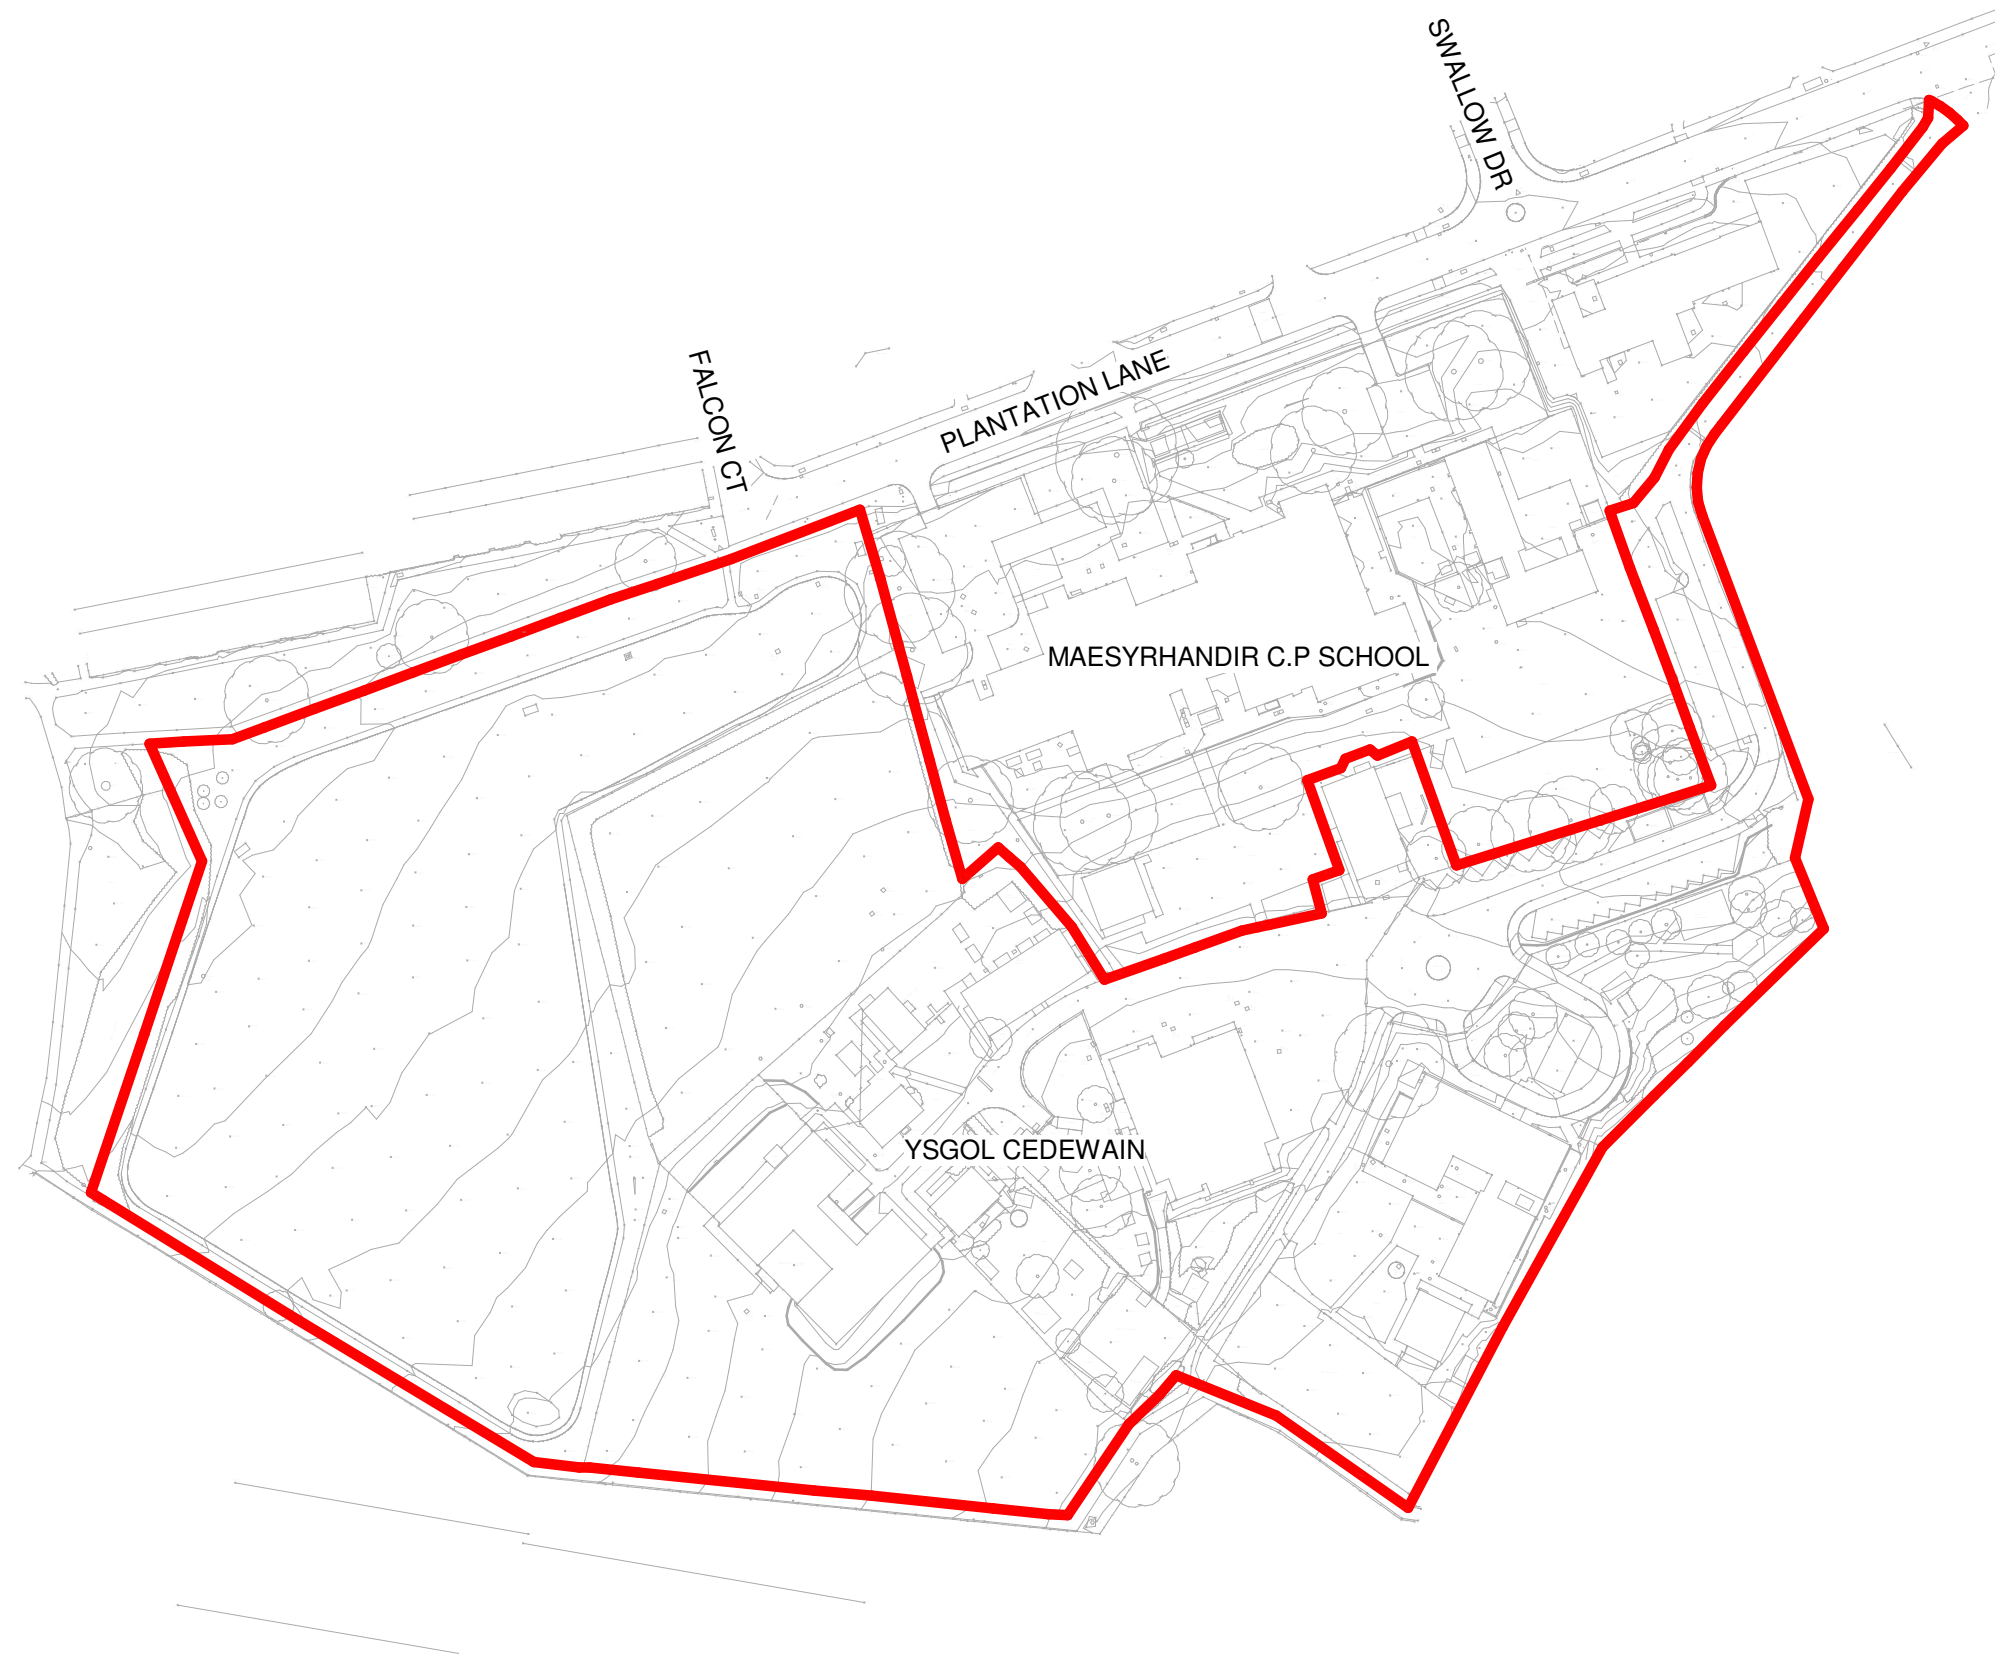 SWALLOW DR
FALCON CT
PLANTATION LANE
MAESYRHANDIR C.P SCHOOL
YSGOL CEDEWAIN